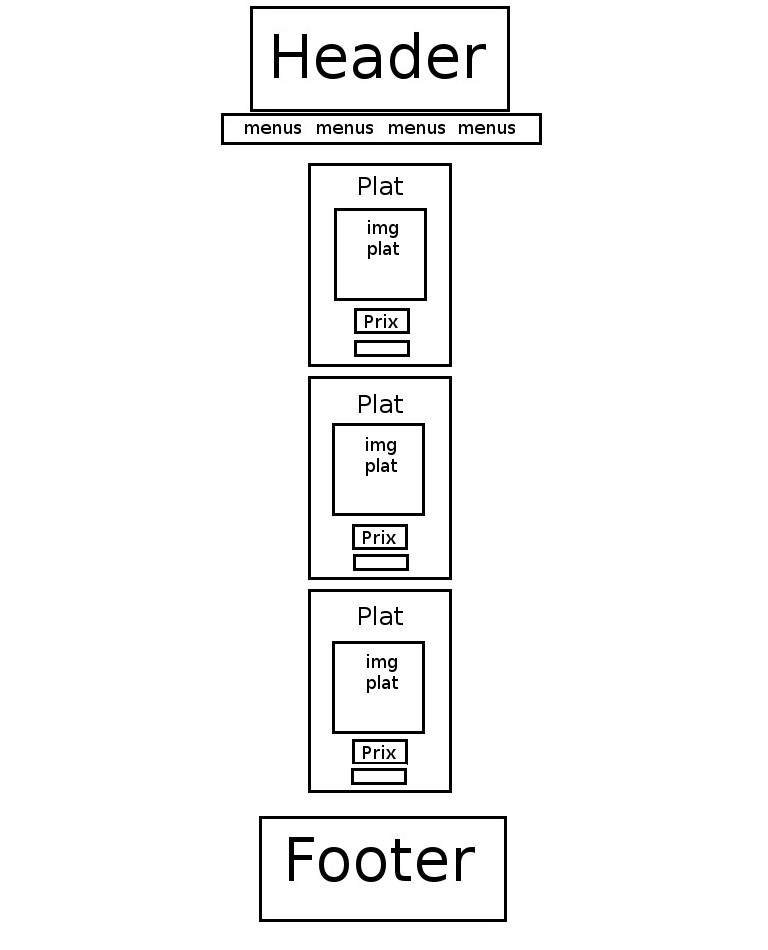 Header
menus menus menus menus
Plat
img
plat
Prix
Plat
img
plat
Prix
Plat
img
plat
Prix
Footer